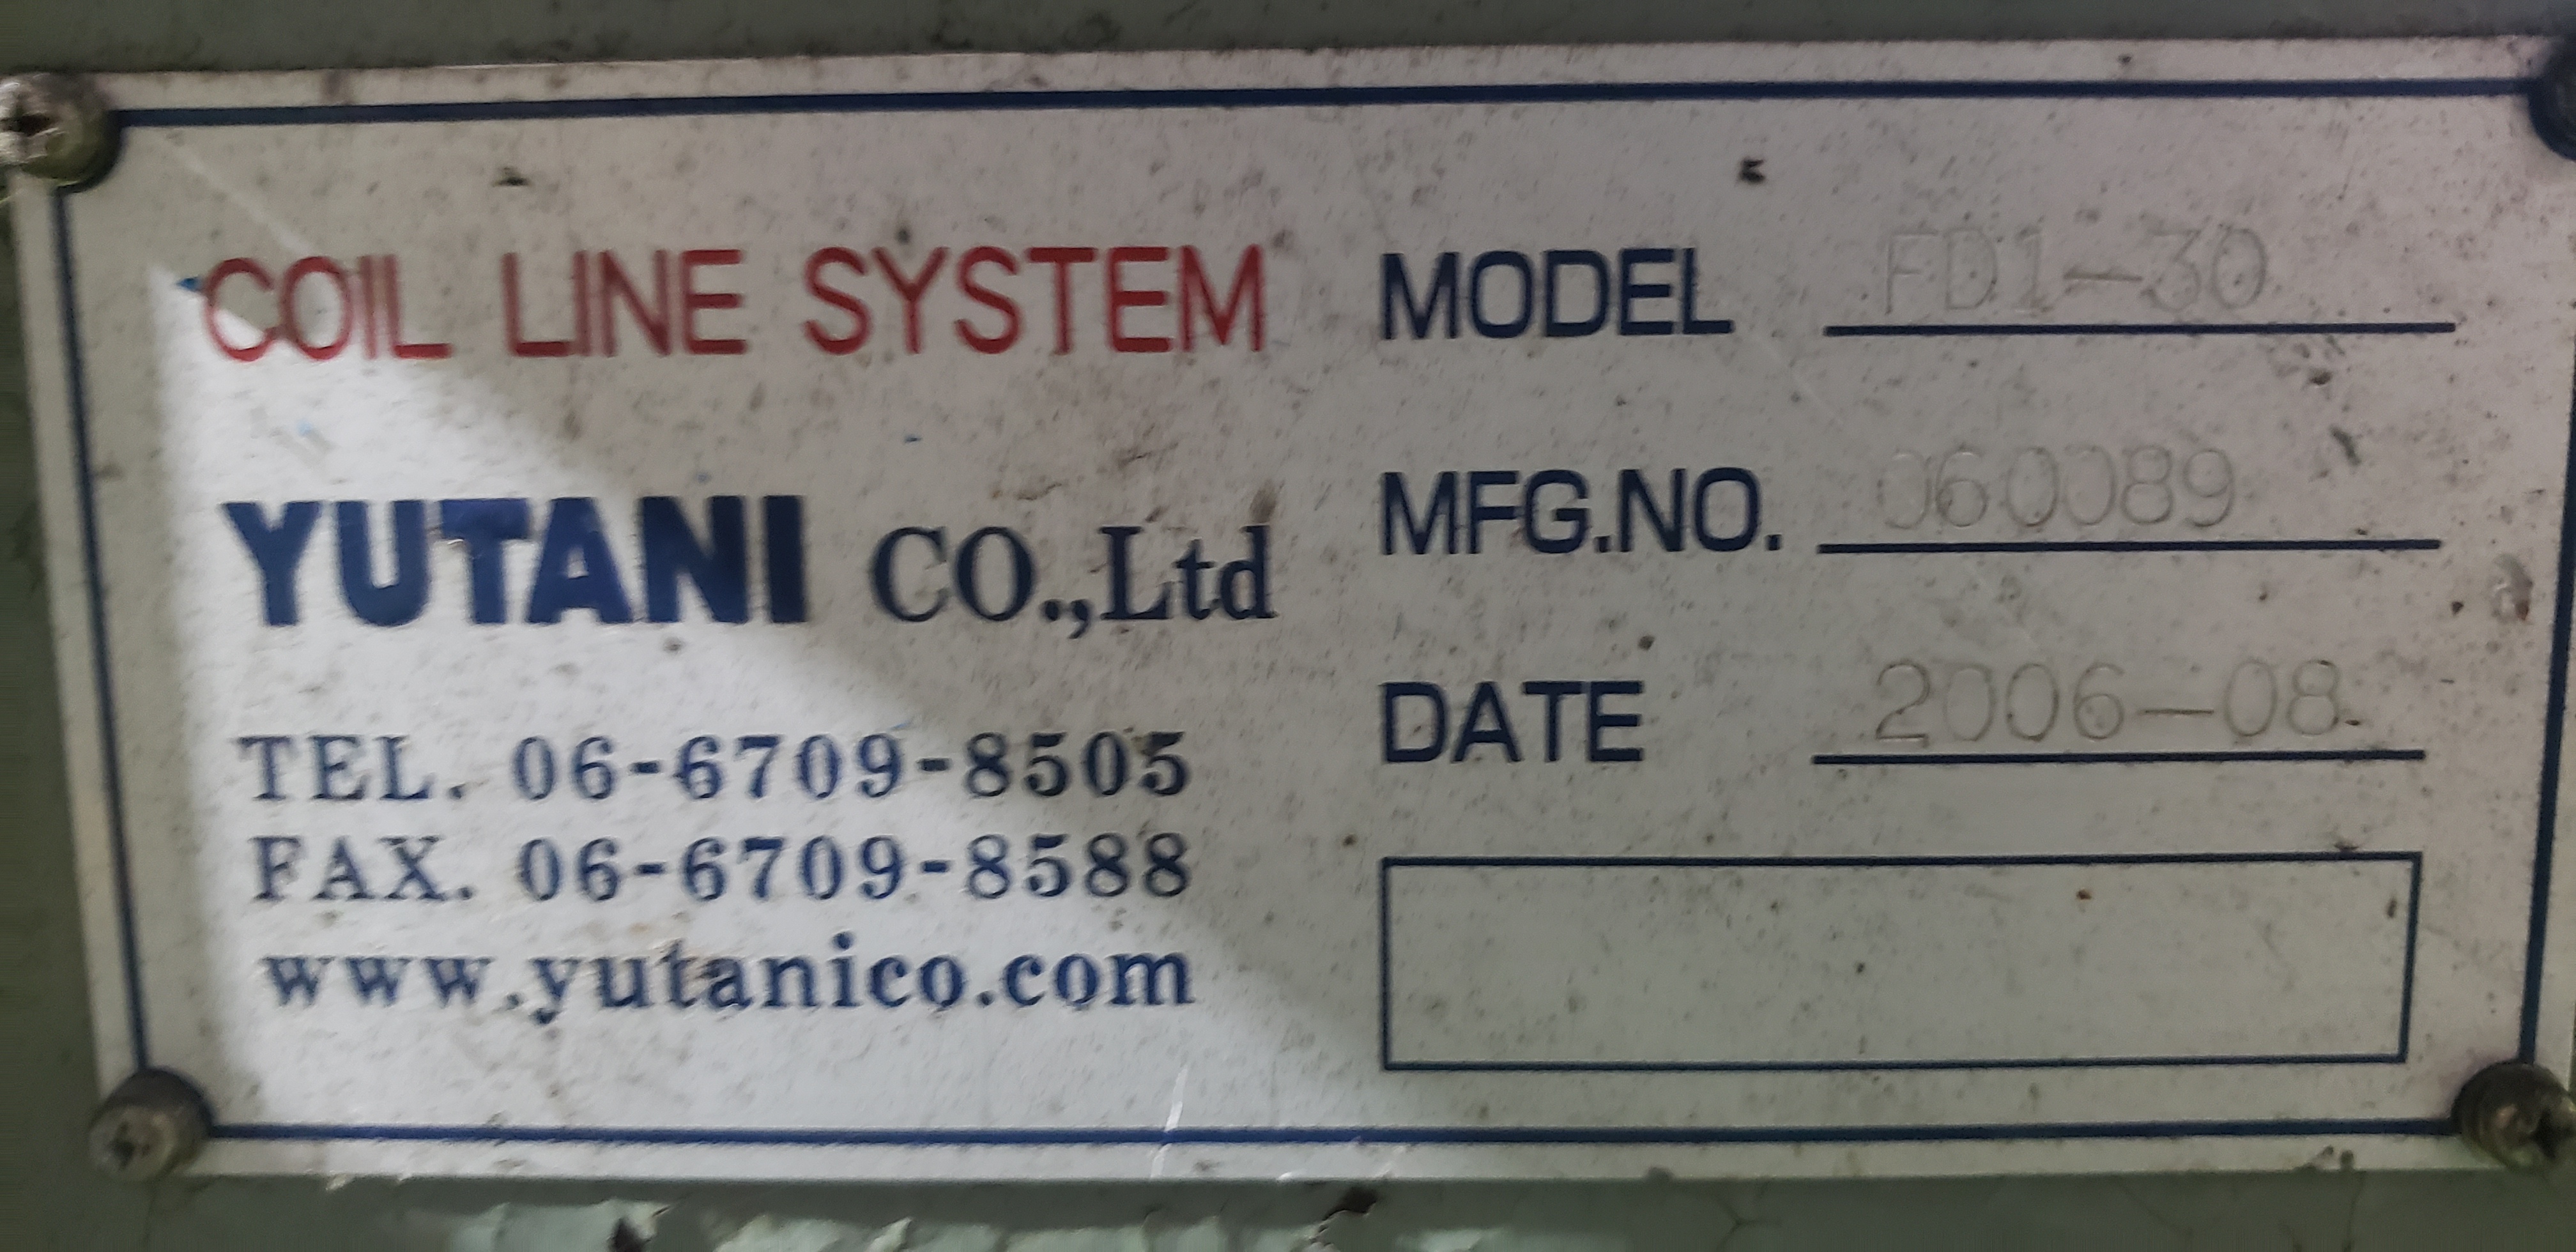 COIL LINE SYSTEM
YUTANI CO.,Ltd
TEL. 06-6709-8505
FAX. 06-6709-8588
www.yutanico.com
MODEL FD1-30
MFG.NO. 060089
DATE 2006-08